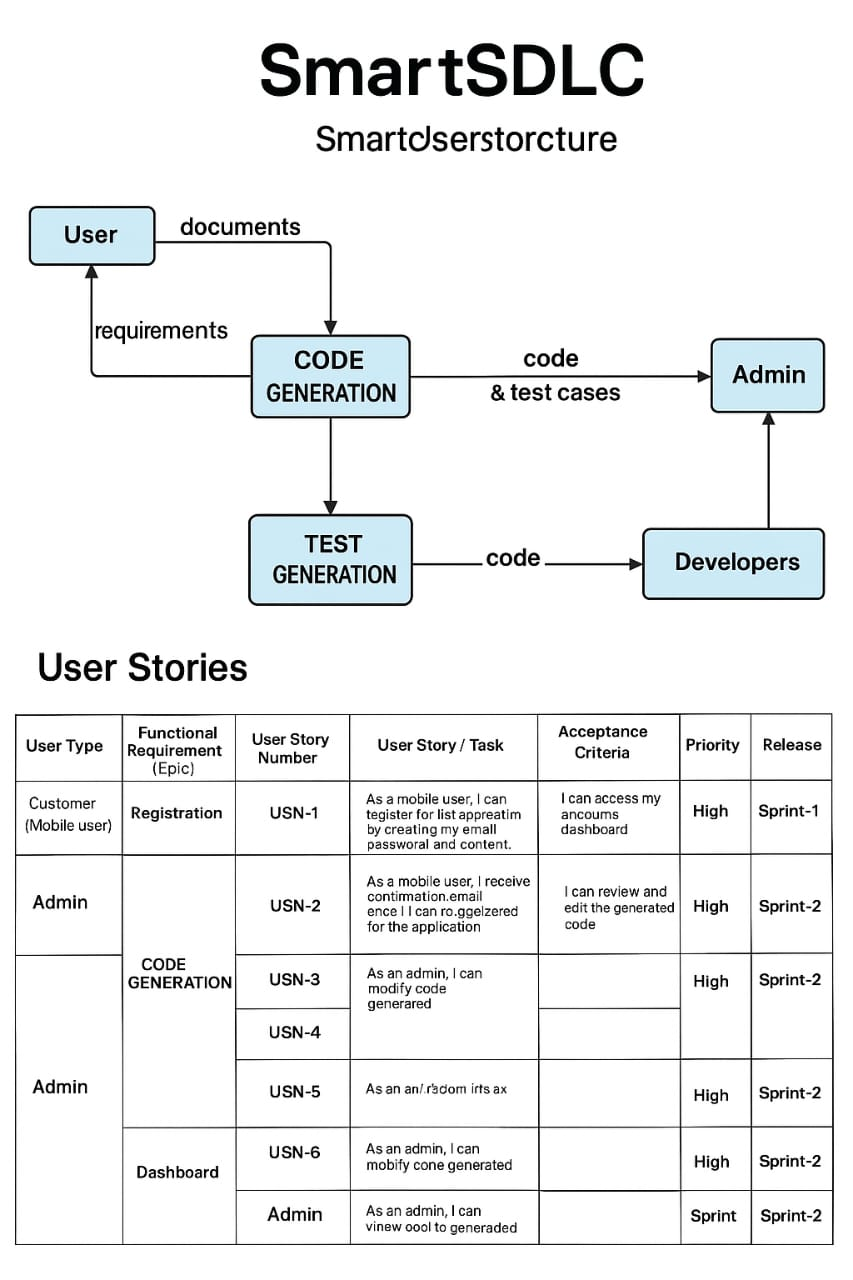 SmartSDLC
SmartdserstorcTure
User
documents
requirements
CODE
GENERATION
code
& test cases
Admin
TEST
GENERATION
code
Developers
User Stories
User Type
Functional
Requirement
(Epic)
User Story
Number
User Story / Task
Acceptance
Criteria
Priority
Release
Customer
(Mobile user)
Registration
USN-1
As a mobile user, I can
tegister for list appreatim
by creating my emall
passworal and content.
I can access my
ancoums
dashboard
High
Sprint-1
Admin
CODE
GENERATION
USN-2
As a mobile user, I receive
contimation.email
ence I I can ro.ggelzered
for the application
I can review and
edit the generated
code
High
Sprint-2
Admin
USN-3
As an admin, I can
modify code
generared
High
Sprint-2
USN-4
USN-5
As an
High
Sprint-2
Dashboard
USN-6
As an admin, I can
mobify cone generated
High
Sprint-2
Admin
As an admin, I can
vinew oool to generaded
Sprint
Sprint-2